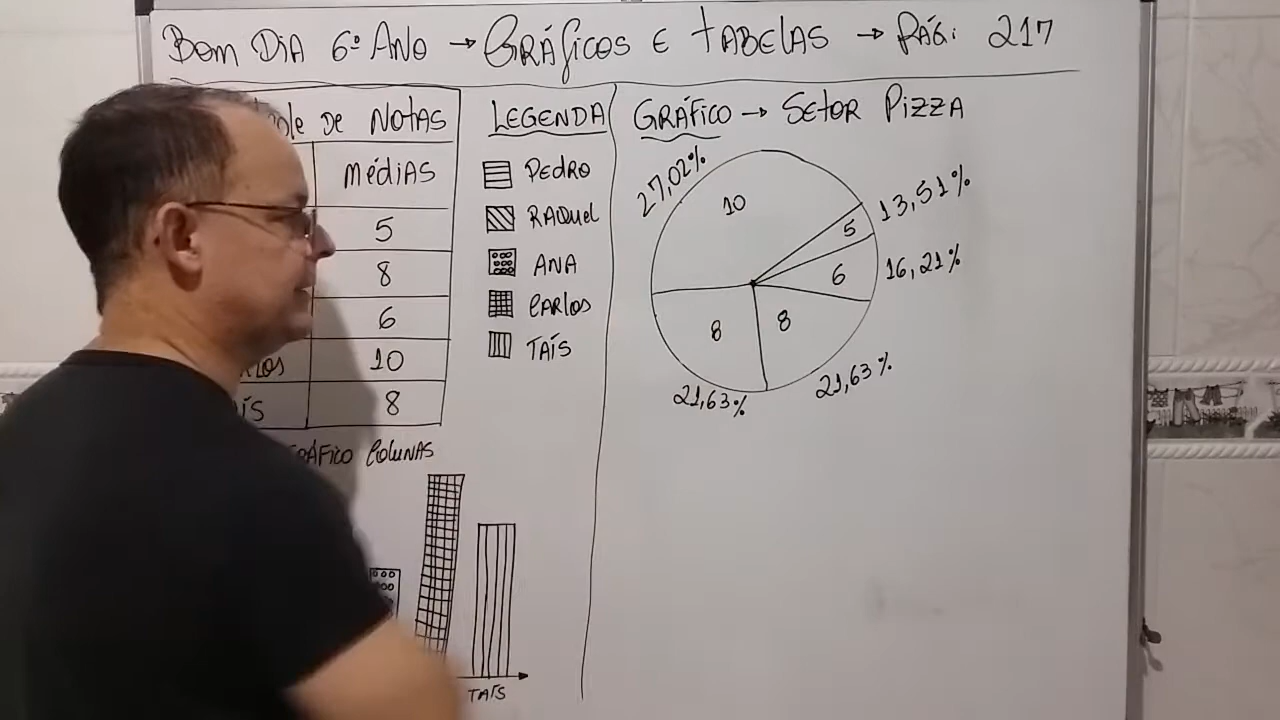 Bom Dia 6º Ano → Gráficos e tabelas → Pág: 217
de Notas
Médias
5
8
6
10
8
Colunas
TAÍS
LEGENDA
PEDRO
RAQUEL
ANA
CARLOS
TAÍS
GRÁFICO → SETOR PIZZA
27,02%
10
13,51%
5
6
16,21%
8
8
21,63%
21,63%